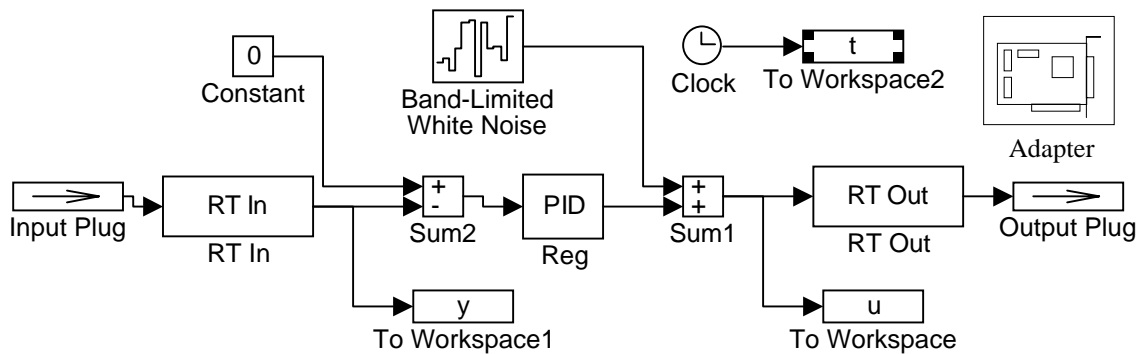 0
Constant
Band-Limited
White Noise
Clock
t
To Workspace2
Adapter
Input Plug
RT In
RT In
+
-
Sum2
PID
Reg
+
+
Sum1
RT Out
RT Out
Output Plug
y
To Workspace1
u
To Workspace